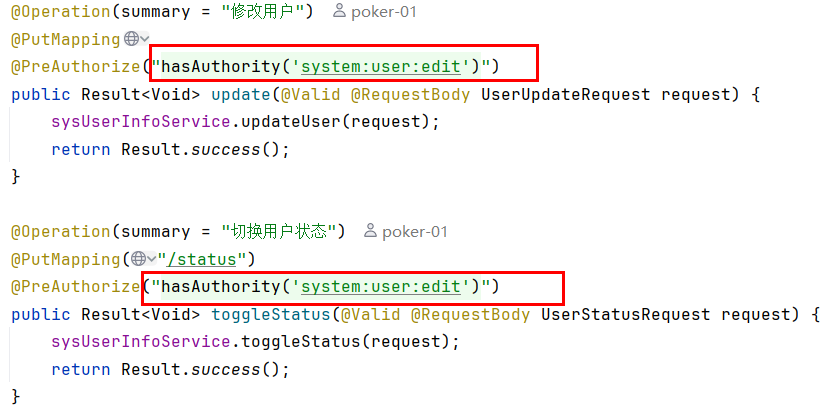 @Operation(summary = "修改用户") poker-01
@PutMapping
@PreAuthorize("hasAuthority('system:user:edit')")
public Result<Void> update(@Valid @RequestBody UserUpdateRequest request) {
    sysUserInfoService.updateUser(request);
    return Result.success();
}
@Operation(summary = "切换用户状态") poker-01
@PutMapping("/status")
@PreAuthorize("hasAuthority('system:user:edit')")
public Result<Void> toggleStatus(@Valid @RequestBody UserStatusRequest request) {
    sysUserInfoService.toggleStatus(request);
    return Result.success();
}